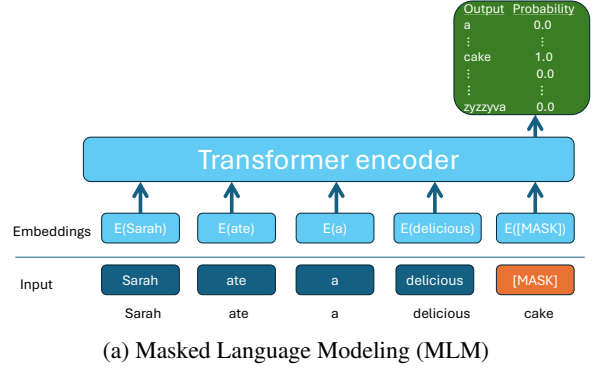 Output Probability
a 0.0
⋮ ⋮
cake 1.0
⋮ 0.0
⋮ ⋮
zyzzyva 0.0
Transformer encoder
Embeddings E(Sarah) E(ate) E(a) E(delicious) E([MASK])
Input Sarah ate a delicious [MASK]
Sarah ate a delicious cake
(a) Masked Language Modeling (MLM)